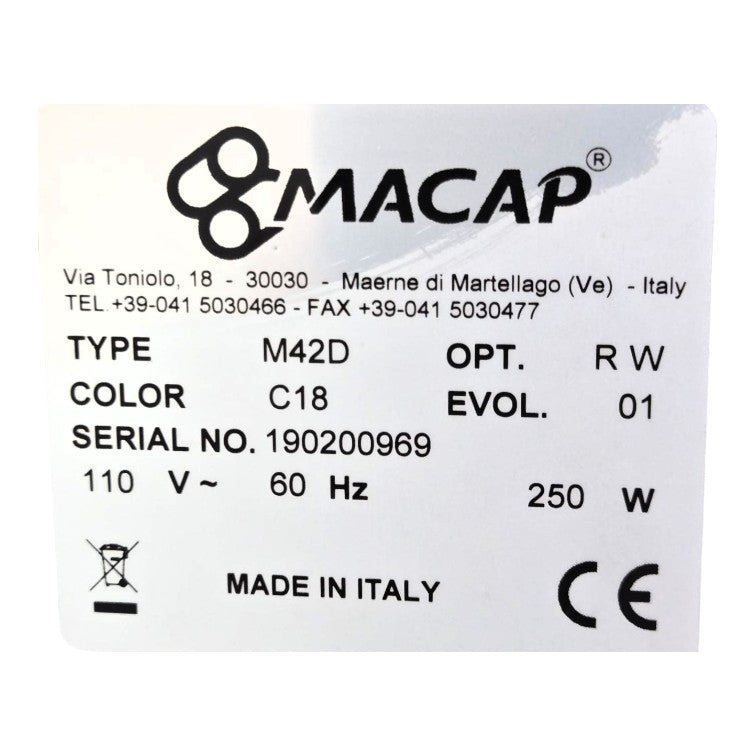 MACAP®
Via Toniolo, 18 - 30030 - Maerne di Martellago (Ve) - Italy
TEL.+39-041 5030466 - FAX +39-041 5030477
TYPE M42D OPT. R W
COLOR C18 EVOL. 01
SERIAL NO. 190200969
110 V ~ 60 Hz 250 W
MADE IN ITALY CE